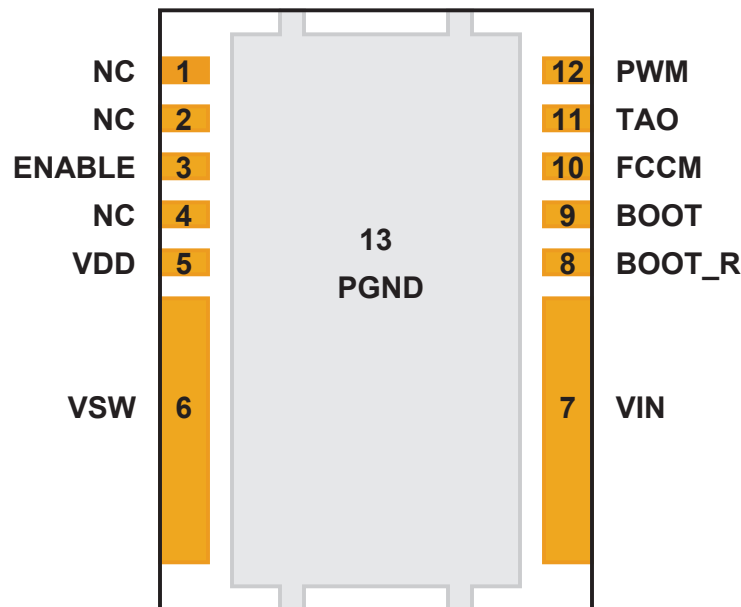 NC 1 12 PWM
NC 2 11 TAO
ENABLE 3 10 FCCM
NC 4 9 BOOT
VDD 5 8 BOOT_R
13
PGND
VSW 6 7 VIN